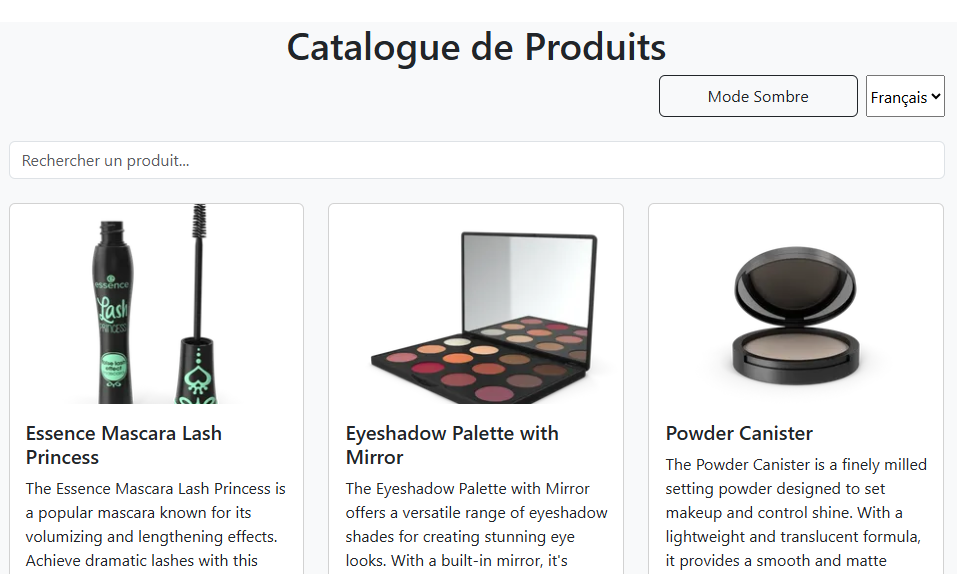 Catalogue de Produits
Mode Sombre
Français
Rechercher un produit...
essence
Lash
PRINCESS
Essence Mascara Lash
Princess
The Essence Mascara Lash Princess is
a popular mascara known for its
volumizing and lengthening effects.
Achieve dramatic lashes with this
Eyeshadow Palette with
Mirror
The Eyeshadow Palette with Mirror
offers a versatile range of eyeshadow
shades for creating stunning eye
looks. With a built-in mirror, it's
Powder Canister
The Powder Canister is a finely milled
setting powder designed to set
makeup and control shine. With a
lightweight and translucent formula,
it provides a smooth and matte